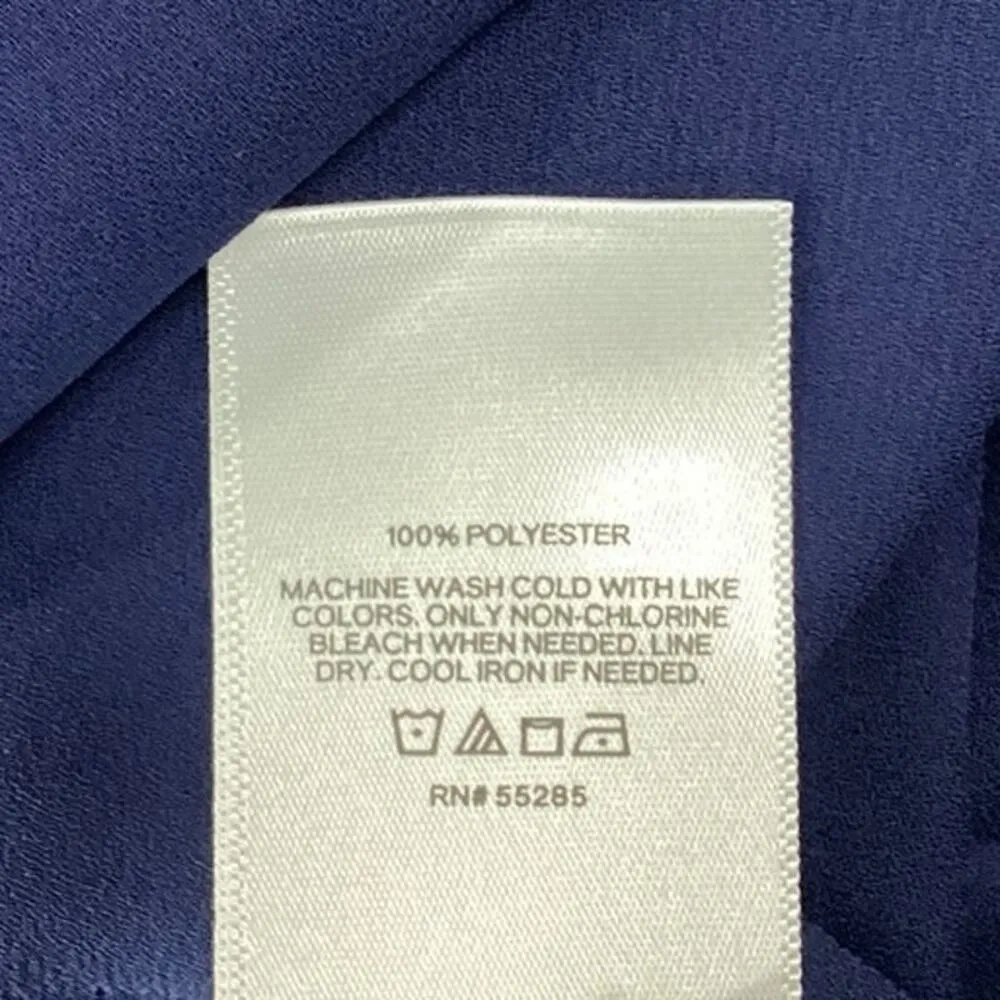 100% POLYESTER
MACHINE WASH COLD WITH LIKE
COLORS. ONLY NON-CHLORINE
BLEACH WHEN NEEDED. LINE
DRY. COOL IRON IF NEEDED.
RN# 55285